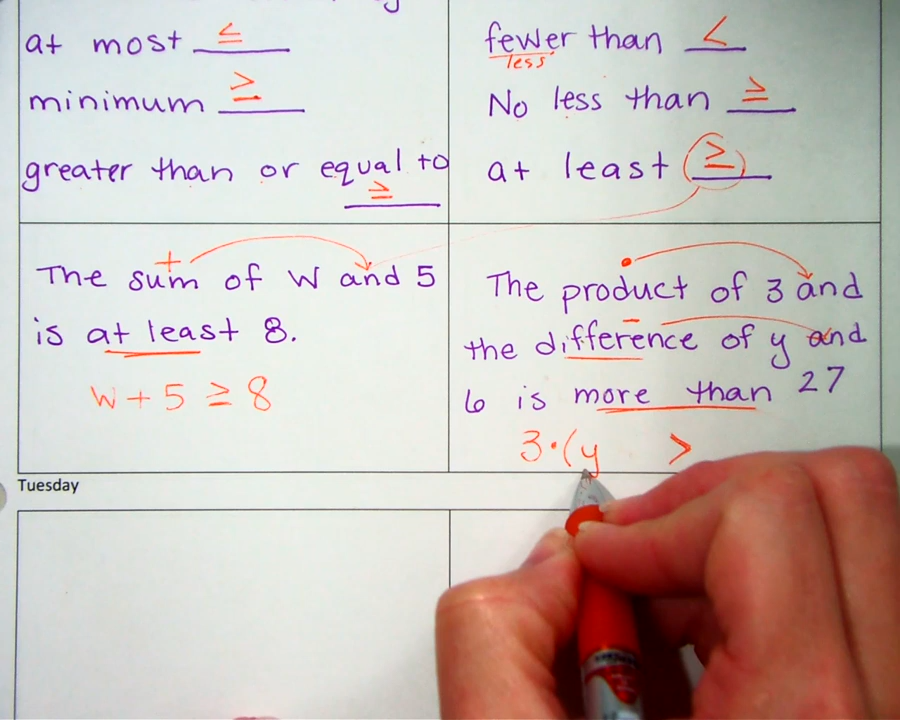 at most ≤
minimum ≥
greater than or equal to
≥
fewer than <
less
No less than ≥
at least ≥
+
The sum of W and 5
is at least 8.
W + 5 ≥ 8
The product of 3 and
the difference of y and
6 is more than 27
3·(y >
Tuesday